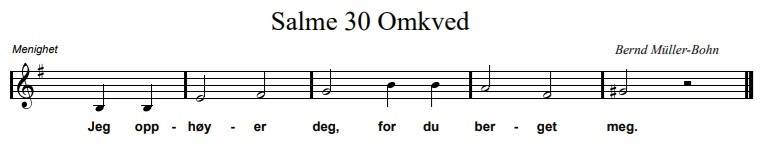 Salme 30 Omkved
Menighet
Bernd Müller-Bohn
Jeg opp - høy - er deg, for du ber - get meg.